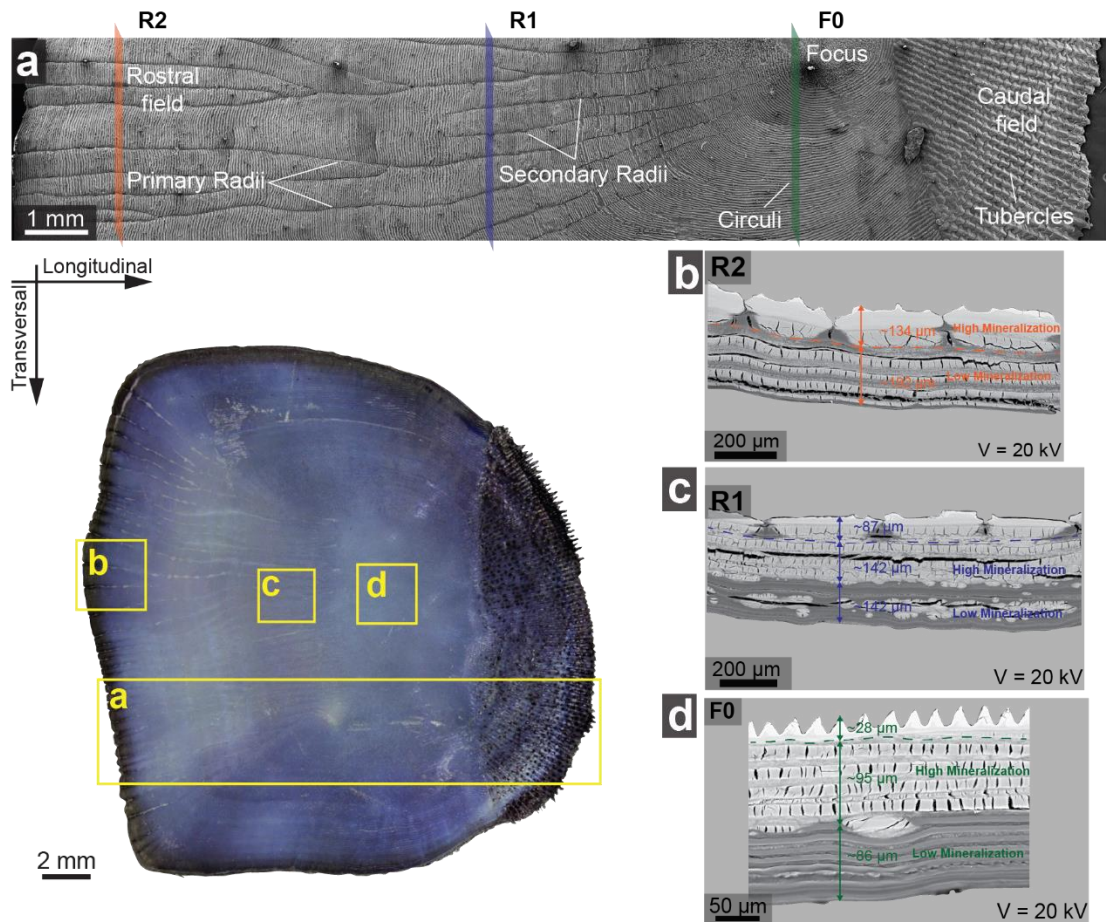 R2
R1
F0
a
Rostral
field
Primary Radii
Secondary Radii
Focus
Circuli
Caudal
field
Tubercles
1 mm
Longitudinal
Transversal
b
c
d
a
2 mm
b
R2
~134 µm
High Mineralization
Low Mineralization
200 µm
V = 20 kV
c
R1
~87 µm
~142 µm
High Mineralization
~142 µm
Low Mineralization
200 µm
V = 20 kV
d
F0
~28 µm
High Mineralization
~95 µm
~86 µm
Low Mineralization
50 µm
V = 20 kV